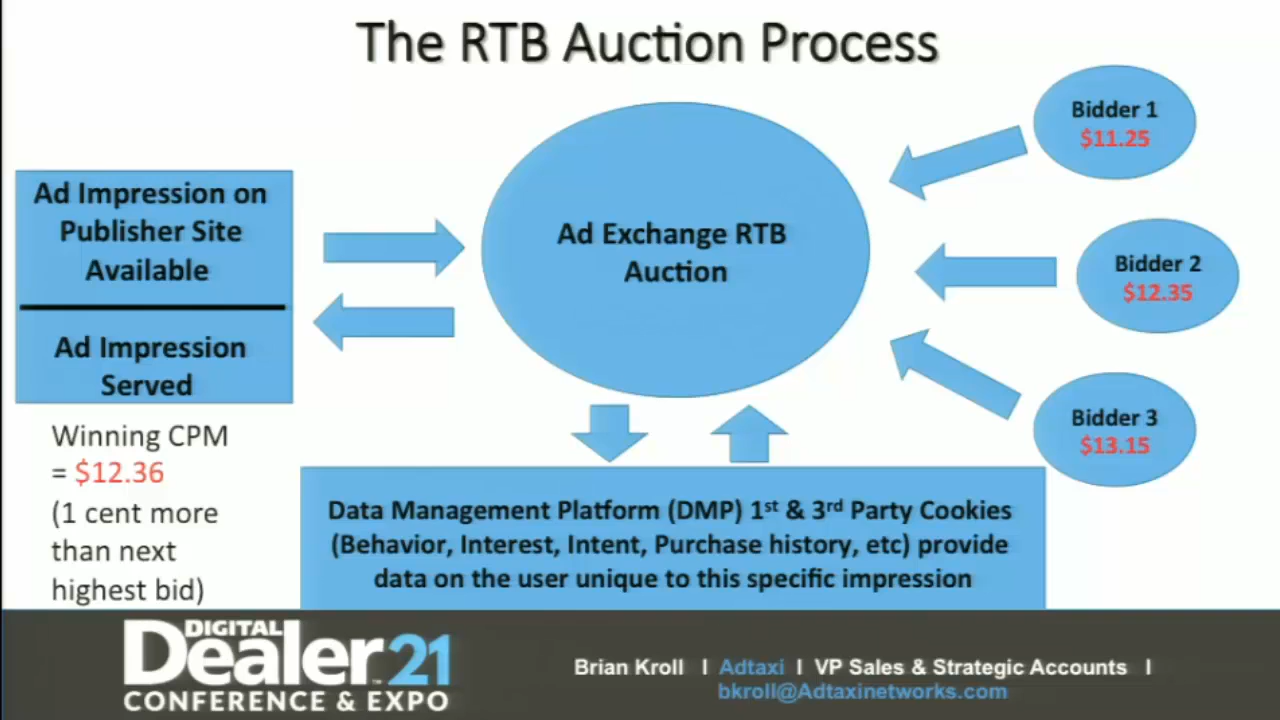 The RTB Auction Process
Ad Impression on
Publisher Site
Available
Ad Impression
Served
Winning CPM
= $12.36
(1 cent more
than next
highest bid)
Ad Exchange RTB
Auction
Bidder 1
$11.25
Bidder 2
$12.35
Bidder 3
$13.15
Data Management Platform (DMP) 1st & 3rd Party Cookies
(Behavior, Interest, Intent, Purchase history, etc) provide
data on the user unique to this specific impression
DIGITAL
Dealer 21
CONFERENCE & EXPO
Brian Kroll | Adtaxi | VP Sales & Strategic Accounts |
bkroll@Adtaxinetworks.com